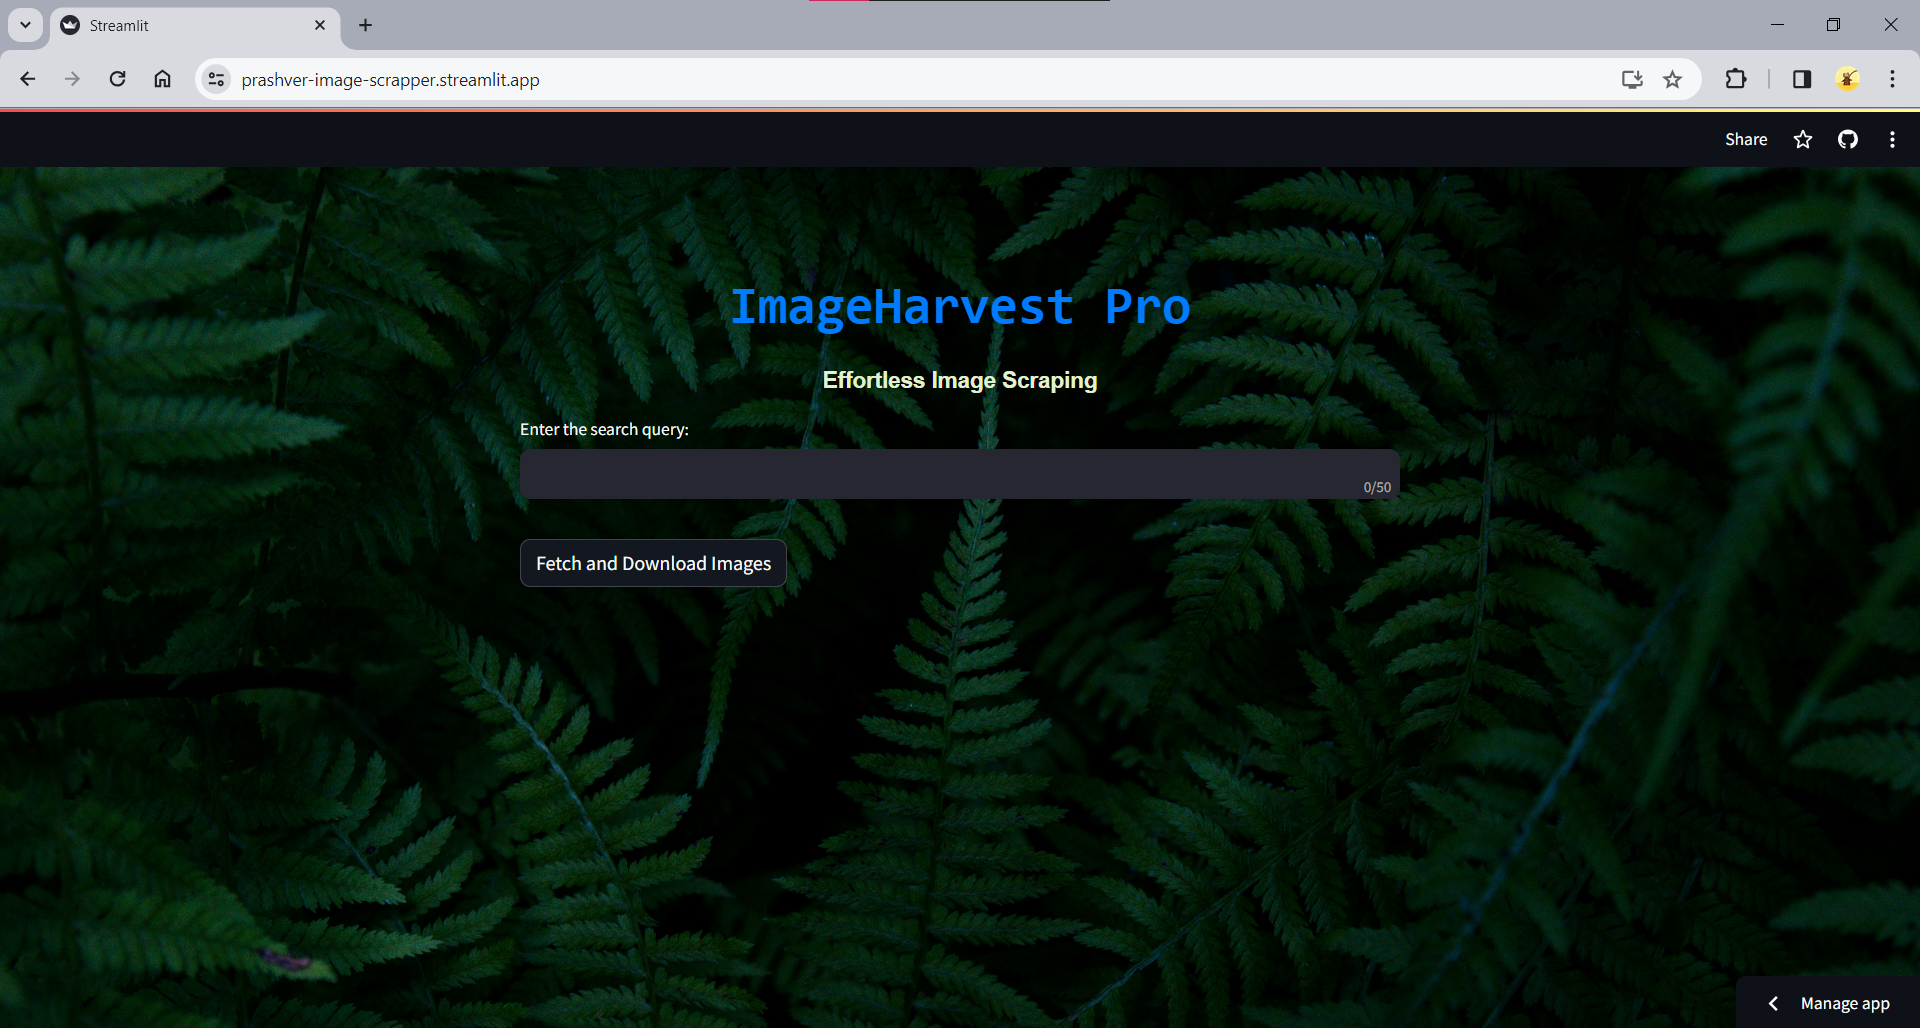 Streamlit
prashver-image-scrapper.streamlit.app
Share
ImageHarvest Pro
Effortless Image Scraping
Enter the search query:
0/50
Fetch and Download Images
Manage app